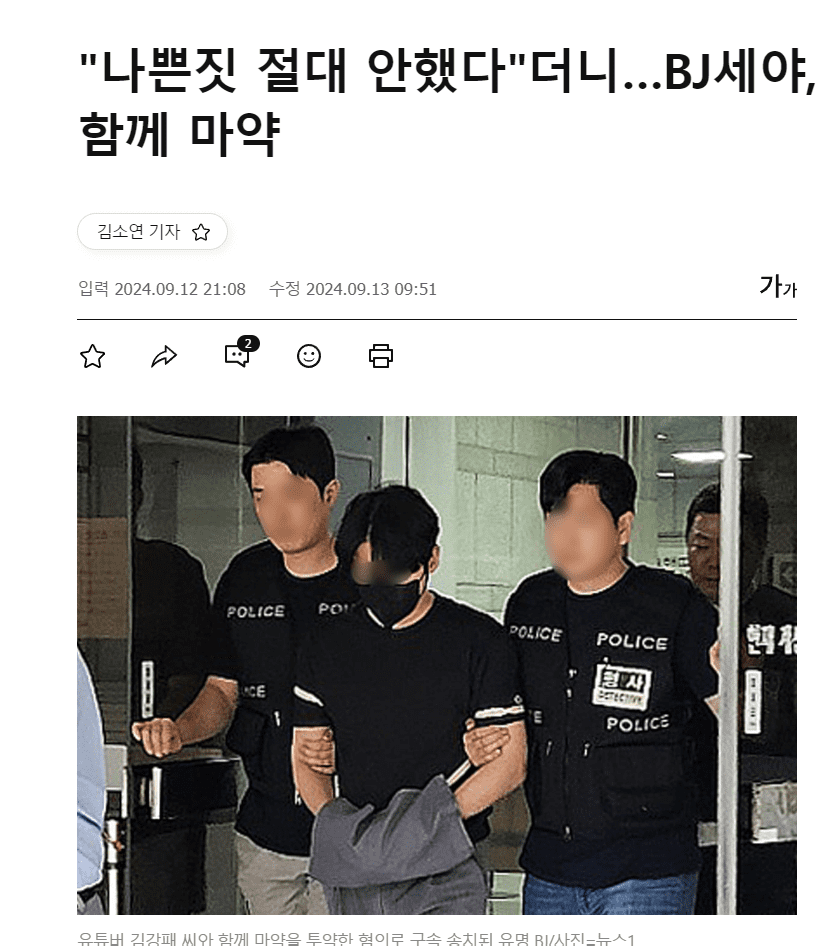 "나쁜짓 절대 안했다"더니…BJ세야,
함께 마약
김소연 기자
입력 2024.09.12 21:08 수정 2024.09.13 09:51
가가
2
POLICE
POLICE
POLICE
형사
DETECTIVE
POLICE
유튜버 김강패 씨와 함께 마약을 투약한 혐의로 구속 송치된 유명 BJ/사진=뉴스1